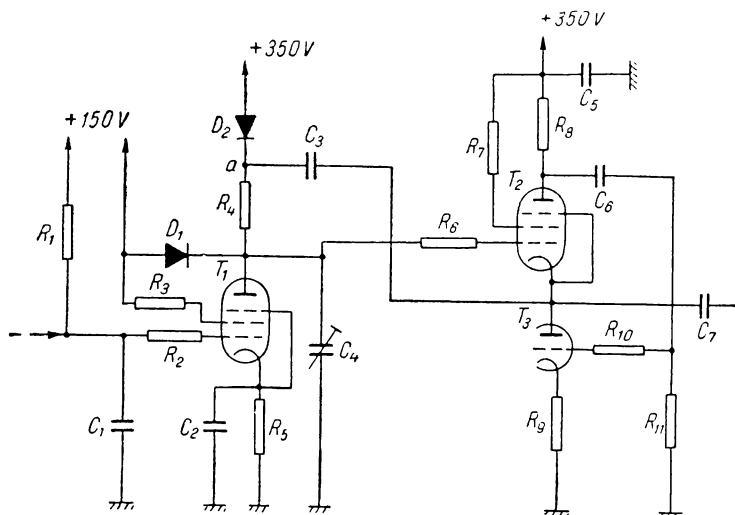 +350V
+350V
+150V
D₂
C₃
C₅
R₇
R₈
a
T₂
C₆
R₄
R₁
D₁
R₆
T₁
R₃
T₃
C₇
R₂
C₄
R₁₀
C₁
C₂
R₅
R₉
R₁₁